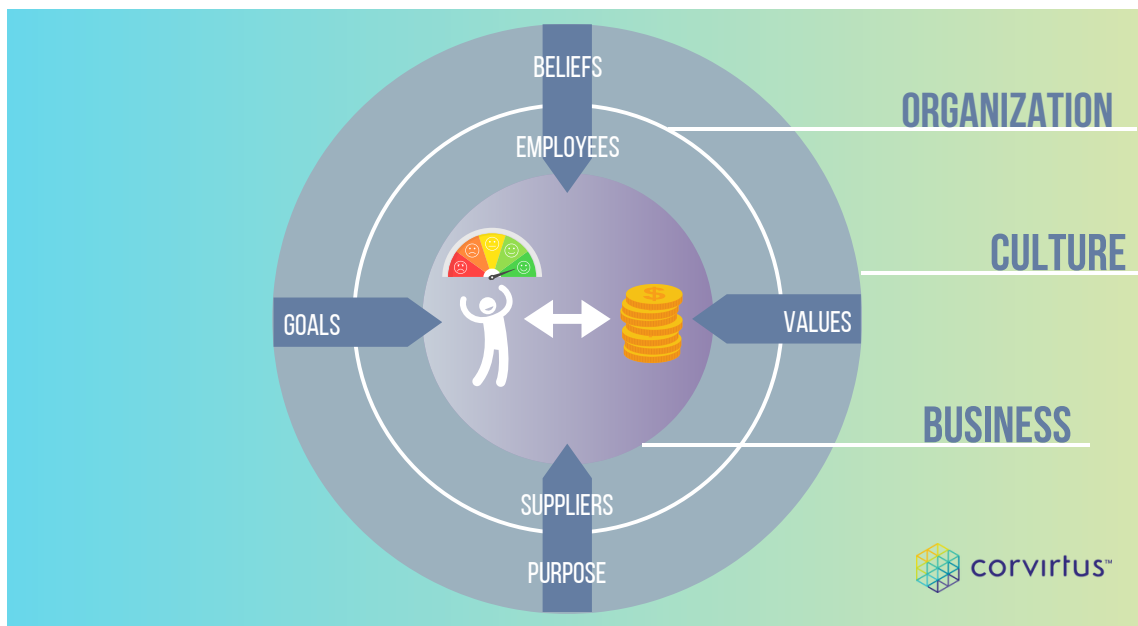 BELIEFS
EMPLOYEES
GOALS
$
VALUES
SUPPLIERS
PURPOSE
ORGANIZATION
CULTURE
BUSINESS
corvirtus™